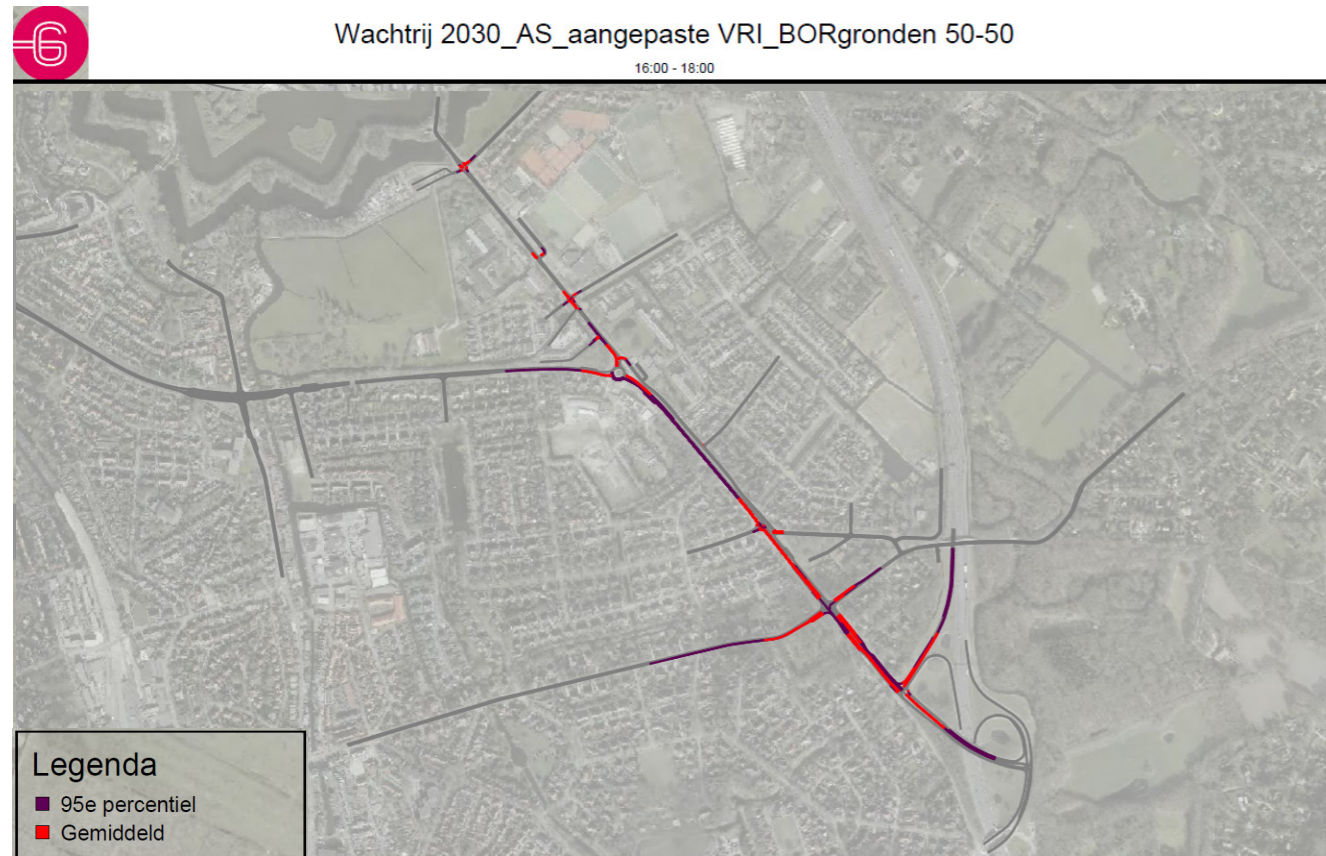 Wachtrij 2030_AS_aangepaste VRI_BORgronden 50-50
16:00 - 18:00
Legenda
95e percentiel
Gemiddeld